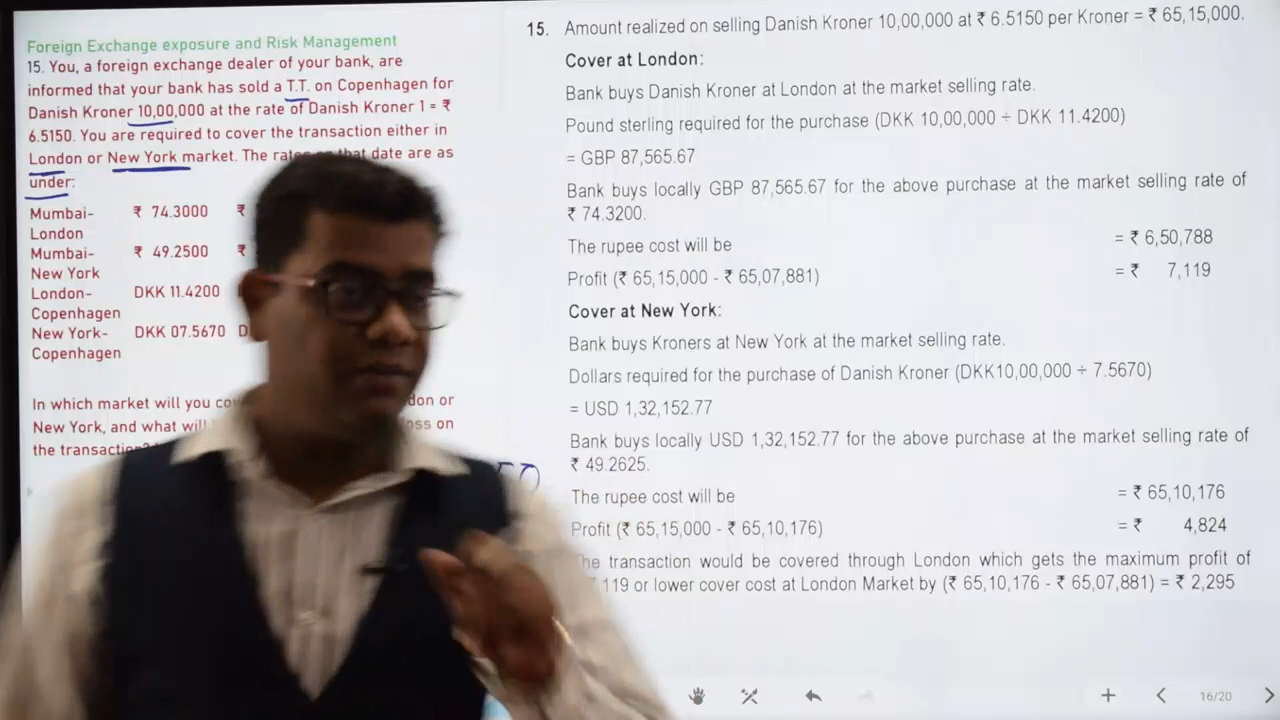 Foreign Exchange exposure and Risk Management
15. You, a foreign exchange dealer of your bank, are
informed that your bank has sold a T.T. on Copenhagen for
Danish Kroner 10,00,000 at the rate of Danish Kroner 1 = ₹
6.5150. You are required to cover the transaction either in
London or New York market. The that date are as
under:
Mumbai- ₹ 74.3000 ₹
London
Mumbai- ₹ 49.2500 ₹
New York
London- DKK 11.4200
Copenhagen
New York- DKK 07.5670 D
Copenhagen
In which market will you
New York, and what will on
the
15. Amount realized on selling Danish Kroner 10,00,000 at ₹ 6.5150 per Kroner = ₹ 65,15,000.
Cover at London:
Bank buys Danish Kroner at London at the market selling rate.
Pound sterling required for the purchase (DKK 10,00,000 ÷ DKK 11.4200)
= GBP 87,565.67
Bank buys locally GBP 87,565.67 for the above purchase at the market selling rate of
₹ 74.3200.
The rupee cost will be = ₹ 6,50,788
Profit (₹ 65,15,000 - ₹ 65,07,881) = ₹ 7,119
Cover at New York:
Bank buys Kroners at New York at the market selling rate.
Dollars required for the purchase of Danish Kroner (DKK10,00,000 ÷ 7.5670)
= USD 1,32,152.77
Bank buys locally USD 1,32,152.77 for the above purchase at the market selling rate of
₹ 49.2625.
The rupee cost will be = ₹ 65,10,176
Profit (₹ 65,15,000 - ₹ 65,10,176) = ₹ 4,824
he transaction would be covered through London which gets the maximum profit of
119 or lower cover cost at London Market by (₹ 65,10,176 - ₹ 65,07,881) = ₹ 2,295
16/20